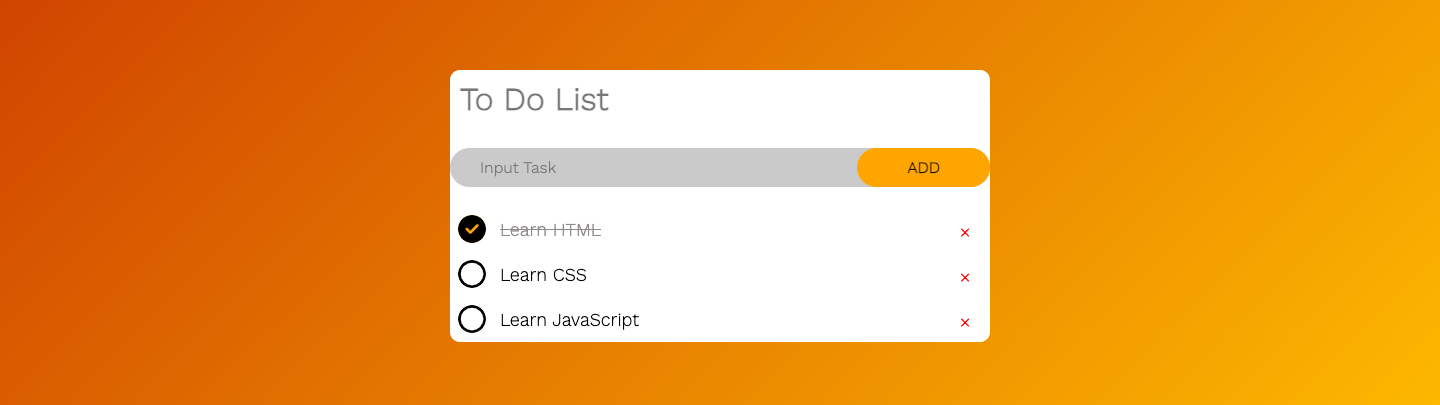 To Do List
Input Task
ADD
Learn HTML
×
Learn CSS
×
Learn JavaScript
×